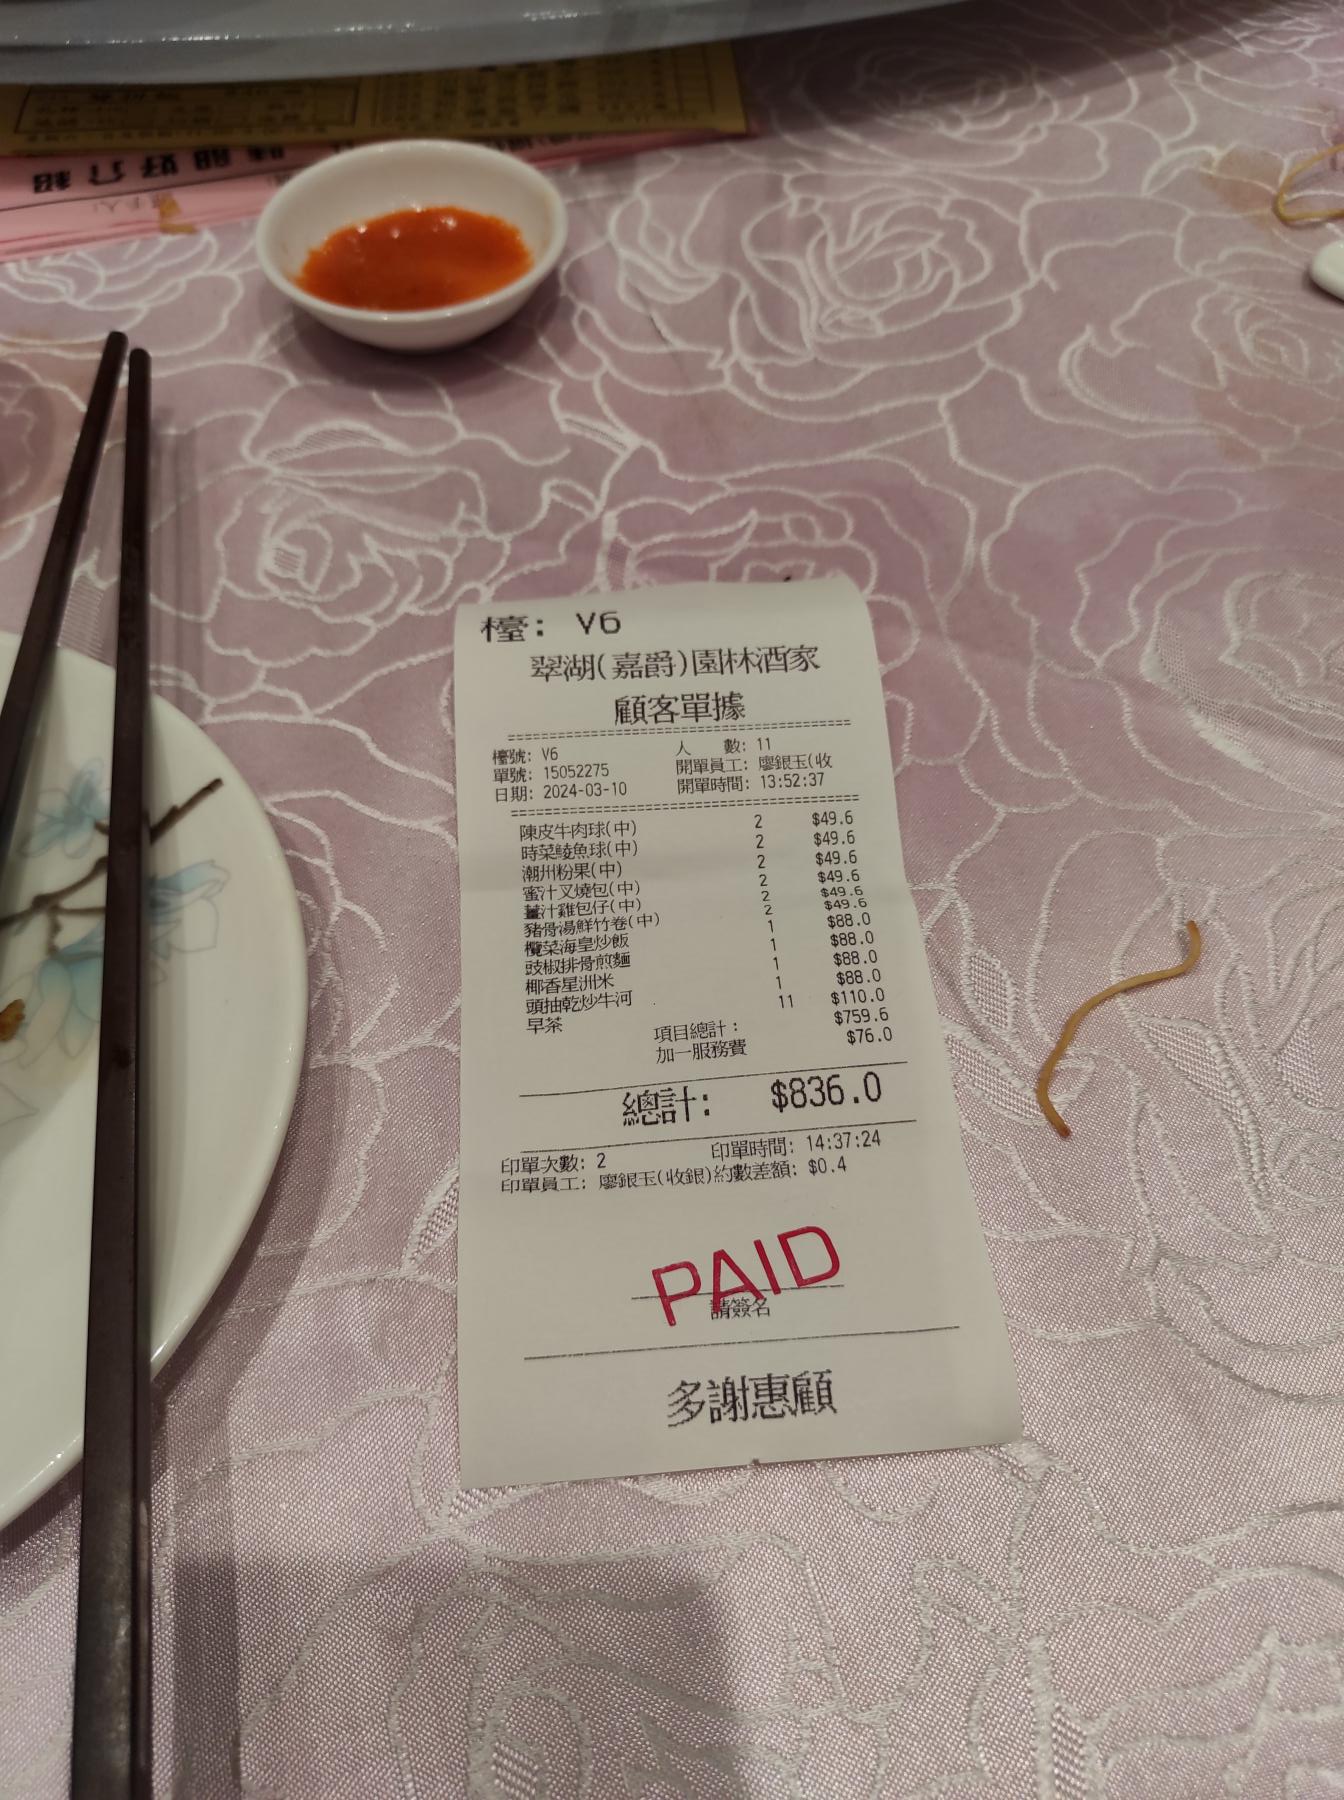 檯: V6
翠湖(嘉爵)園林酒家
顧客單據
檯號: V6 人 數: 11
單號: 15052275 開單員工: 廖銀玉(收
日期: 2024-03-10 開單時間: 13:52:37
陳皮牛肉球(中) 2 $49.6
時菜鲮魚球(中) 2 $49.6
潮州粉果(中) 2 $49.6
蜜汁叉燒包(中) 2 $49.6
薑汁雞包仔(中) 2 $49.6
豬骨湯鮮竹卷(中) 2 $49.6
欖菜海皇炒飯 1 $88.0
豉椒排骨煎麵 1 $88.0
椰香星洲米 1 $88.0
頭抽乾炒牛河 1 $88.0
早茶 11 $110.0
項目總計: $759.6
加一服務費 $76.0
總計: $836.0
印單次數: 2 印單時間: 14:37:24
印單員工: 廖銀玉(收銀)約數差額: $0.4
PAID
請簽名
多謝惠顧